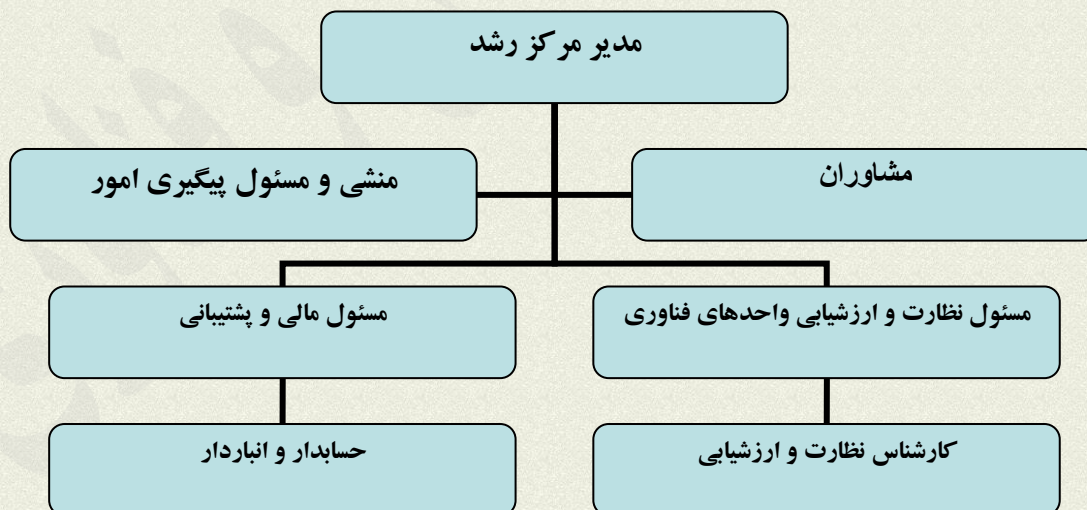 مدیر مرکز رشد
مشاوران
منشی و مسئول پیگیری امور
مسئول نظارت و ارزشیابی واحدهای فناوری
مسئول مالی و پشتیبانی
کارشناس نظارت و ارزشیابی
حسابدار و انباردار